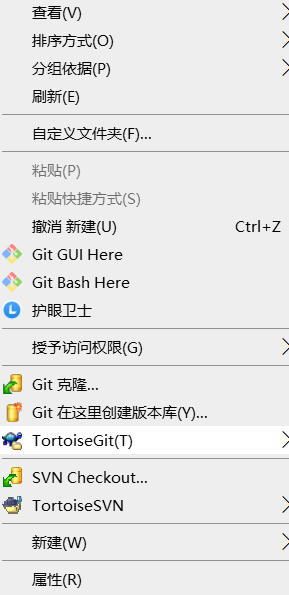 查看(V)
排序方式(O)
分组依据(P)
刷新(E)
自定义文件夹(F)...
粘贴(P)
粘贴快捷方式(S)
撤消 新建(U) Ctrl+Z
Git GUI Here
Git Bash Here
护眼卫士
授予访问权限(G)
Git 克隆...
Git 在这里创建版本库(Y)...
TortoiseGit(T)
SVN Checkout...
TortoiseSVN
新建(W)
属性(R)